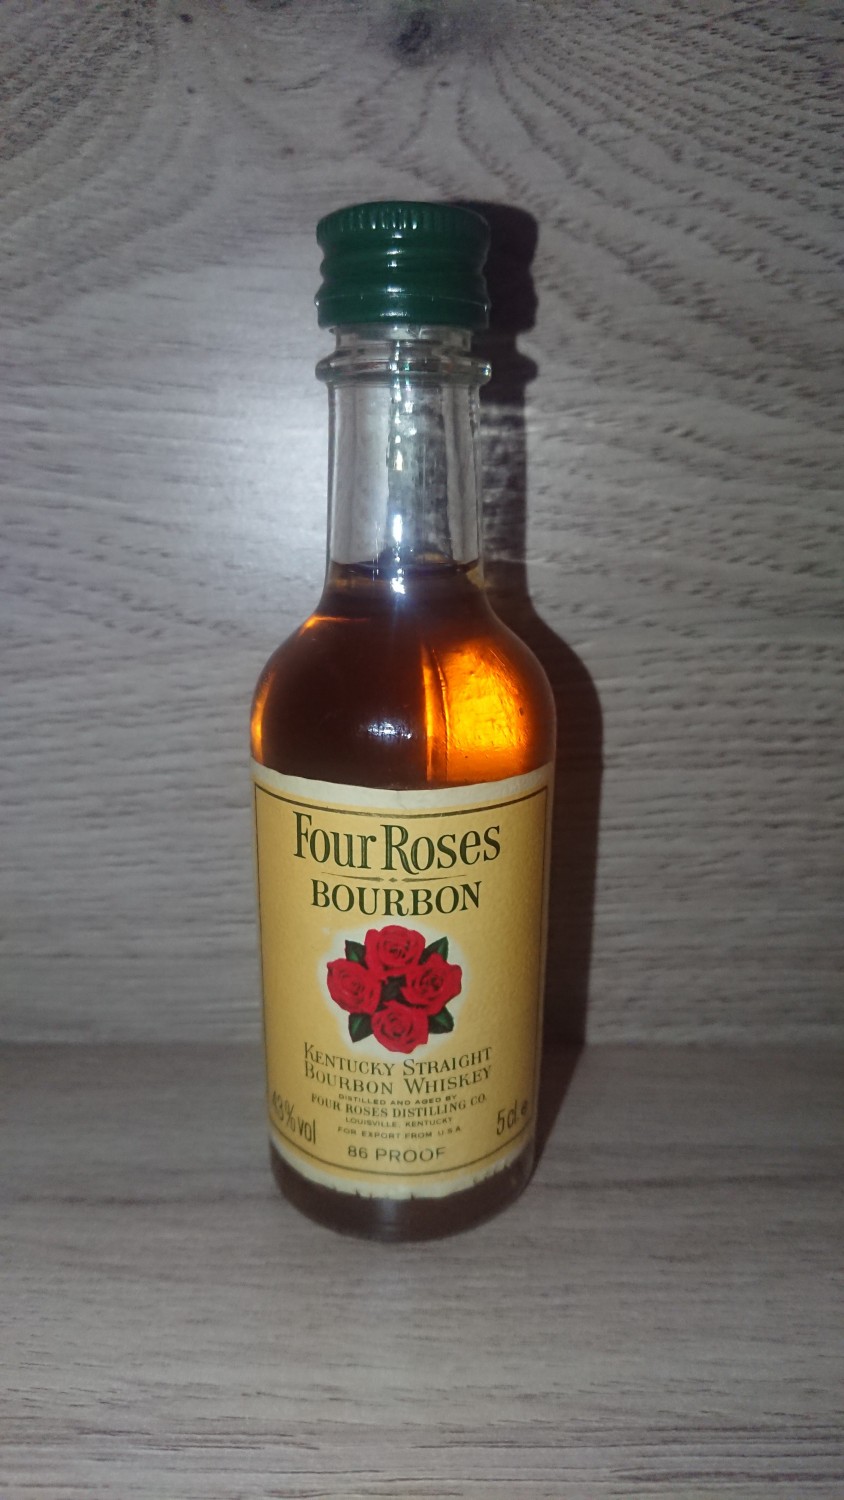 Four Roses
BOURBON
KENTUCKY STRAIGHT
BOURBON WHISKEY
DISTILLED AND AGED BY
FOUR ROSES DISTILLING CO.
LOUISVILLE, KENTUCKY
FOR EXPORT FROM U.S.A.
43% vol
5cl e
86 PROOF